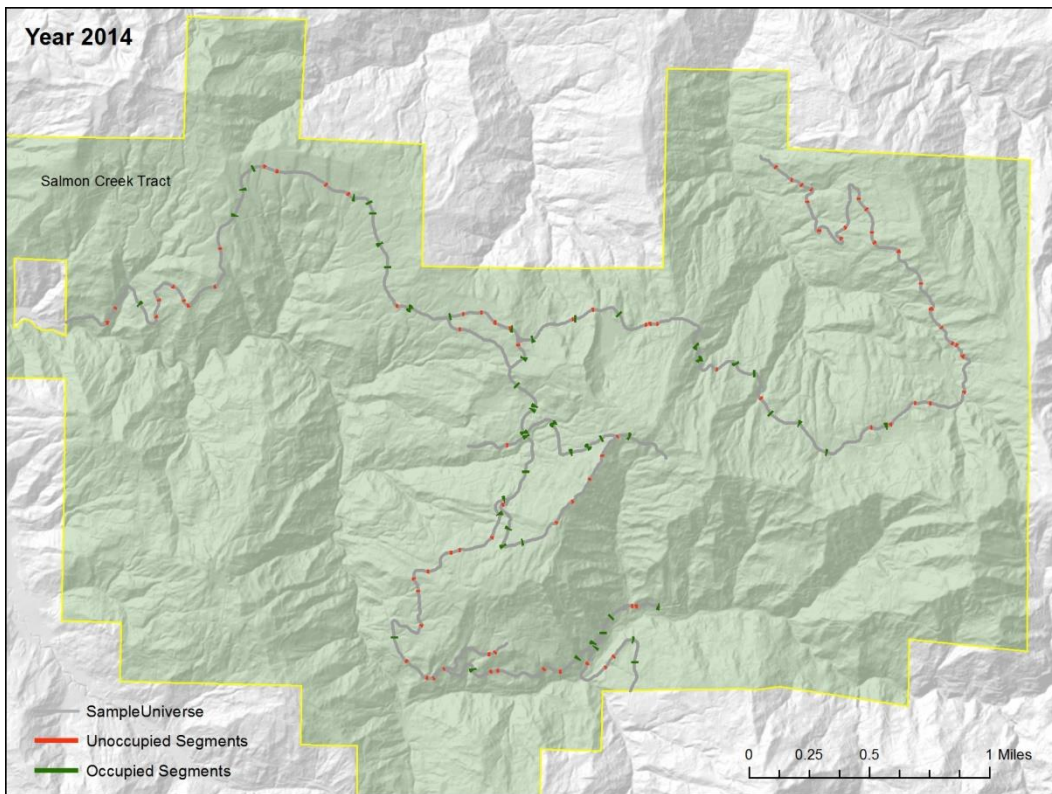 Year 2014
Salmon Creek Tract
SampleUniverse
Unoccupied Segments
Occupied Segments
0 0.25 0.5 1 Miles